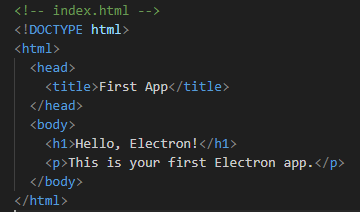 <!-- index.html -->
<!DOCTYPE html>
<html>
  <head>
    <title>First App</title>
  </head>
  <body>
    <h1>Hello, Electron!</h1>
    <p>This is your first Electron app.</p>
  </body>
</html>